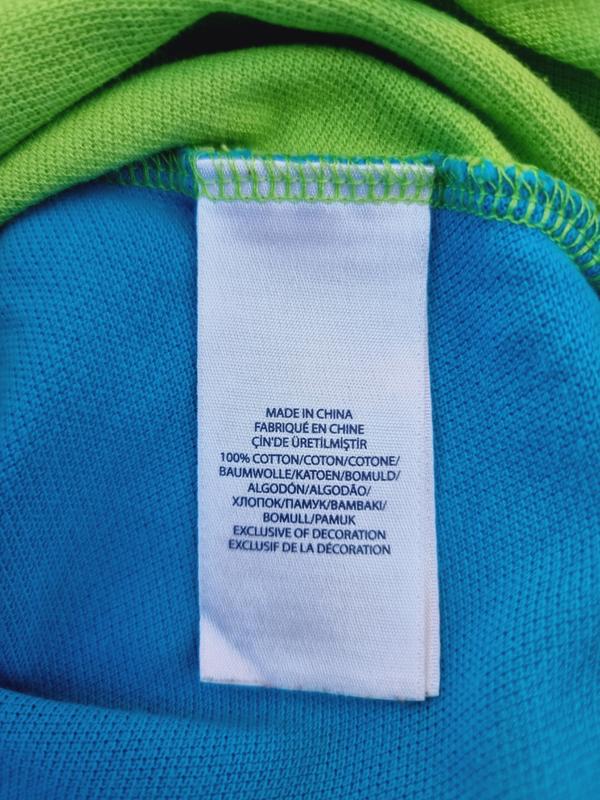 MADE IN CHINA
FABRIQUÉ EN CHINE
ÇİN'DE ÜRETİLMİŞTİR
100% COTTON/COTON/COTONE/
BAUMWOLLE/KATOEN/BOMULD/
ALGODÓN/ALGODÃO/
ХЛОПОК/ПАМУК/ΒΑΜΒΑΚΙ/
BOMULL/PAMUK
EXCLUSIVE OF DECORATION
EXCLUSIF DE LA DÉCORATION